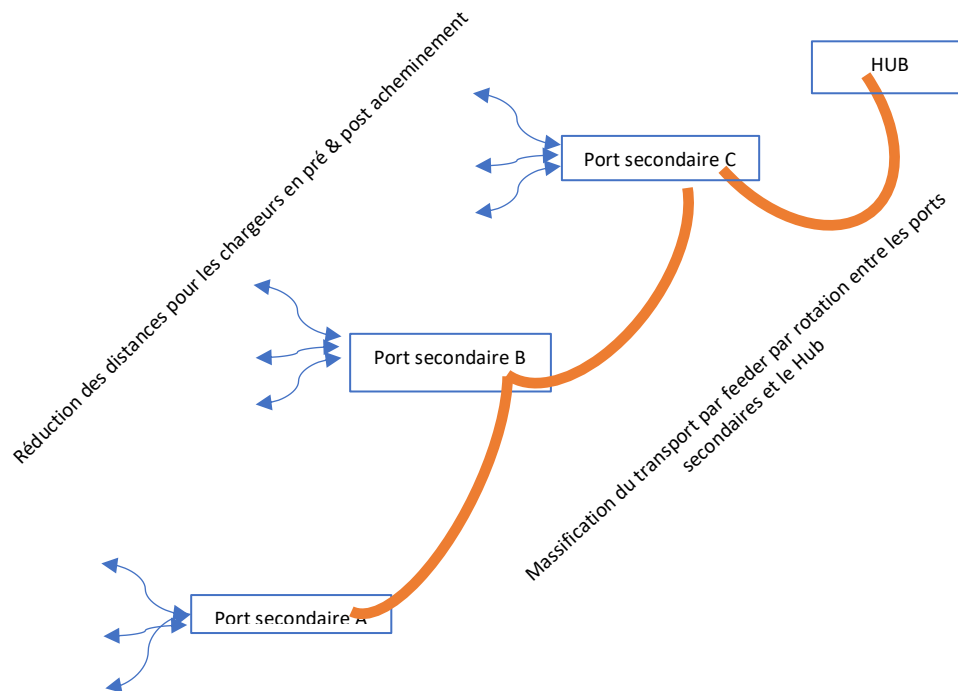 Réduction des distances pour les chargeurs en pré & post acheminement
HUB
Port secondaire C
Port secondaire B
Massification du transport par feeder par rotation entre les ports
secondaires et le Hub
Port secondaire A